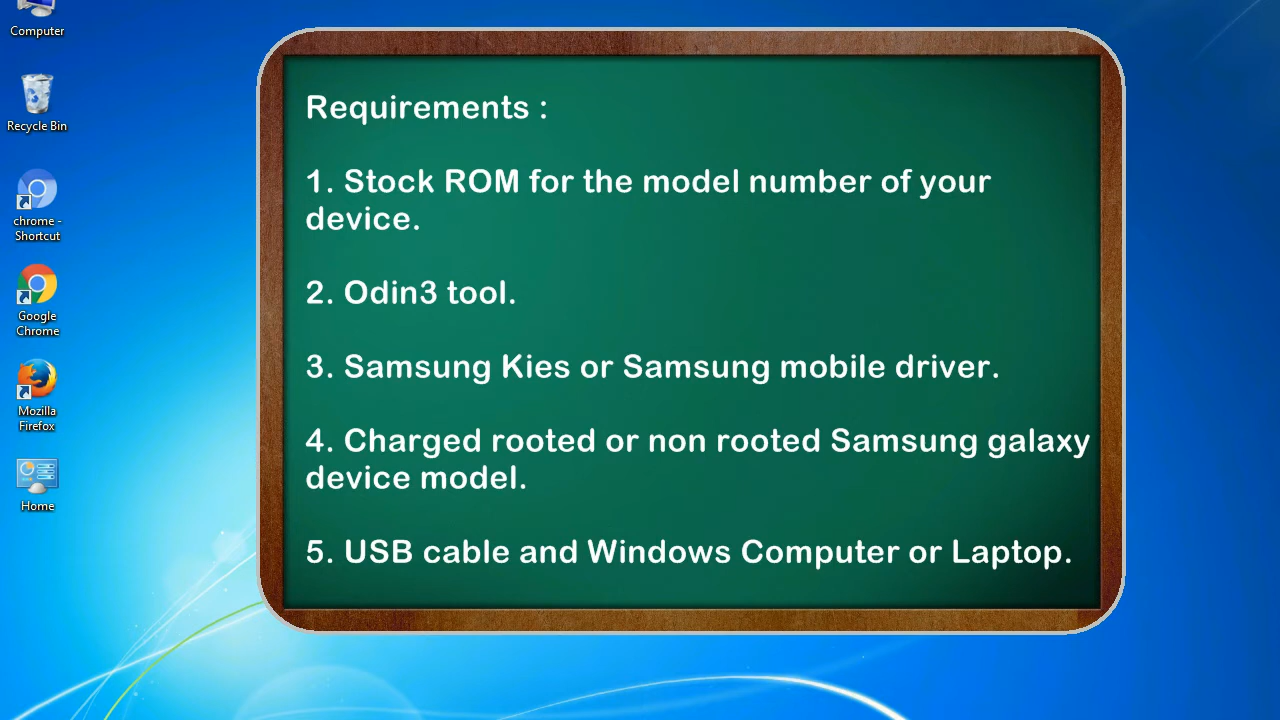 Computer
Recycle Bin
chrome -
Shortcut
Google
Chrome
Mozilla
Firefox
Home
Requirements :
1. Stock ROM for the model number of your
device.
2. Odin3 tool.
3. Samsung Kies or Samsung mobile driver.
4. Charged rooted or non rooted Samsung galaxy
device model.
5. USB cable and Windows Computer or Laptop.